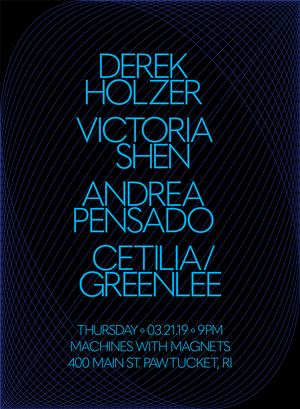 DEREK
HOLZER
VICTORIA
SHEN
ANDREA
PENSADO
CETILIA/
GREENLEE
THURSDAY ◦ 03.21.19 ◦ 9PM
MACHINES WITH MAGNETS
400 MAIN ST. PAWTUCKET, RI